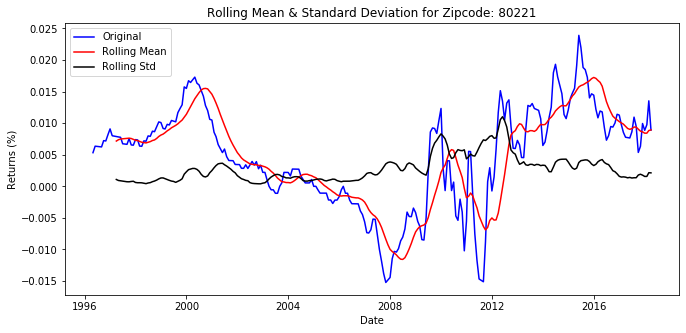 Rolling Mean & Standard Deviation for Zipcode: 80221
Original
Rolling Mean
Rolling Std
Returns (%)
0.025
0.020
0.015
0.010
0.005
0.000
−0.005
−0.010
−0.015
1996
2000
2004
2008
2012
2016
Date